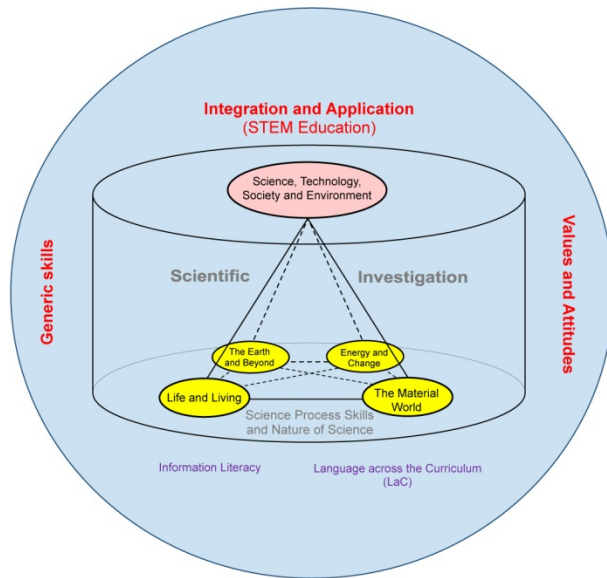 Integration and Application
(STEM Education)
Science, Technology,
Society and Environment
Generic skills
Values and Attitudes
Scientific
Investigation
The Earth
and Beyond
Energy and
Change
Life and Living
The Material
World
Science Process Skills
and Nature of Science
Information Literacy
Language across the Curriculum
(LaC)